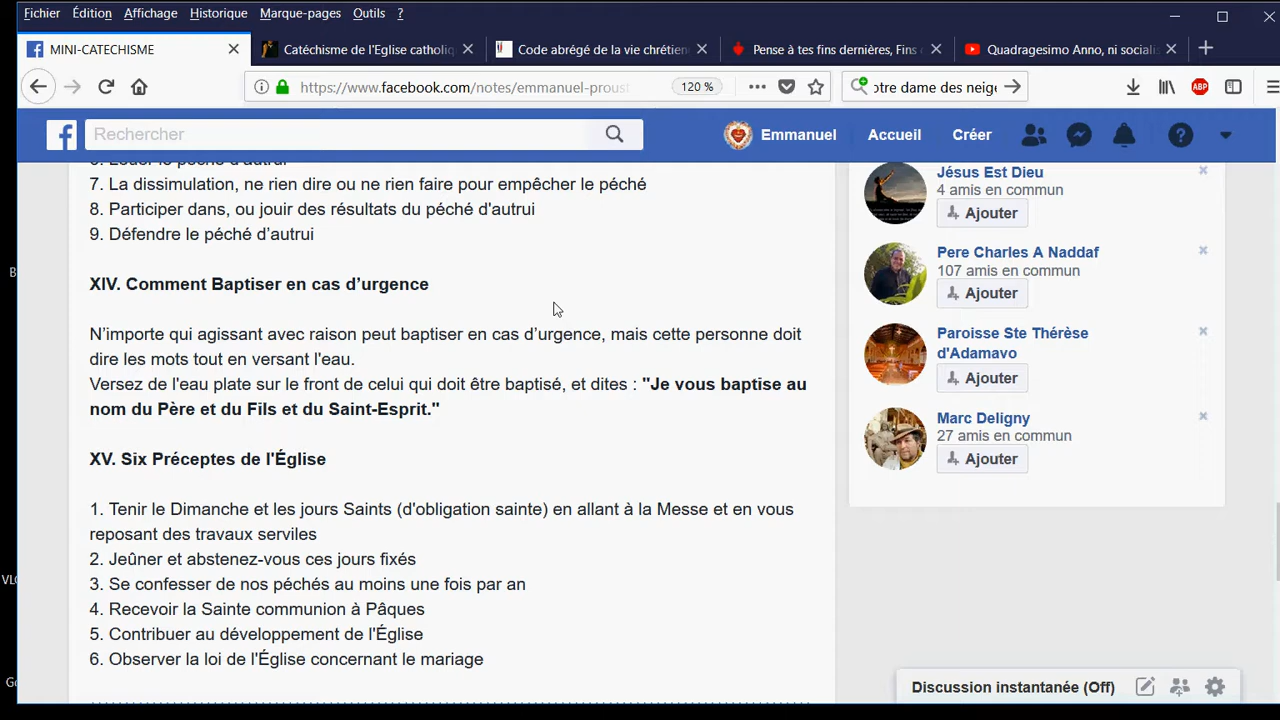 Fichier Édition Affichage Historique Marque-pages Outils ?
MINI-CATECHISME
Catéchisme de l'Eglise catholiq
Code abrégé de la vie chrétien
Pense à tes fins dernières, Fins
Quadragesimo Anno, ni sociali
https://www.facebook.com/notes/emmanuel-prous
120 %
otre dame des neige
ABP
Rechercher
Emmanuel
Accueil
Créer
7. La dissimulation, ne rien dire ou ne rien faire pour empêcher le péché
8. Participer dans, ou jouir des résultats du péché d'autrui
9. Défendre le péché d’autrui
XIV. Comment Baptiser en cas d’urgence
N’importe qui agissant avec raison peut baptiser en cas d’urgence, mais cette personne doit
dire les mots tout en versant l'eau.
Versez de l'eau plate sur le front de celui qui doit être baptisé, et dites : "Je vous baptise au
nom du Père et du Fils et du Saint-Esprit."
XV. Six Préceptes de l'Église
1. Tenir le Dimanche et les jours Saints (d'obligation sainte) en allant à la Messe et en vous
reposant des travaux serviles
2. Jeûner et abstenez-vous ces jours fixés
3. Se confesser de nos péchés au moins une fois par an
4. Recevoir la Sainte communion à Pâques
5. Contribuer au développement de l'Église
6. Observer la loi de l'Église concernant le mariage
Jésus Est Dieu
4 amis en commun
Ajouter
Pere Charles A Naddaf
107 amis en commun
Ajouter
Paroisse Ste Thérèse
d'Adamavo
Ajouter
Marc Deligny
27 amis en commun
Ajouter
Discussion instantanée (Off)